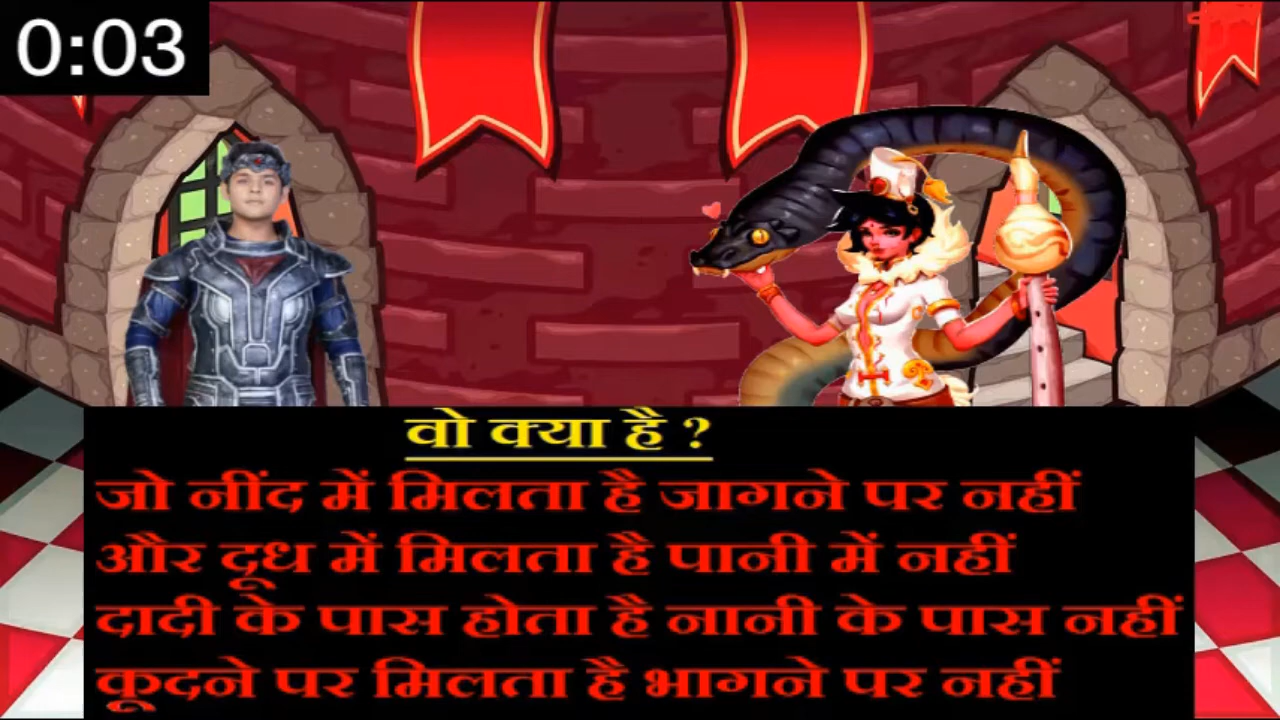 0:03
वो क्या है ?
जो नींद में मिलता है जागने पर नहीं
और दूध में मिलता है पानी में नहीं
दादी के पास होता है नानी के पास नहीं
कूदने पर मिलता है भागने पर नहीं